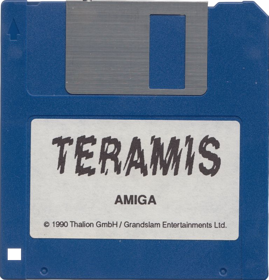 TERAMIS
AMIGA
© 1990 Thalion GmbH / Grandslam Entertainments Ltd.